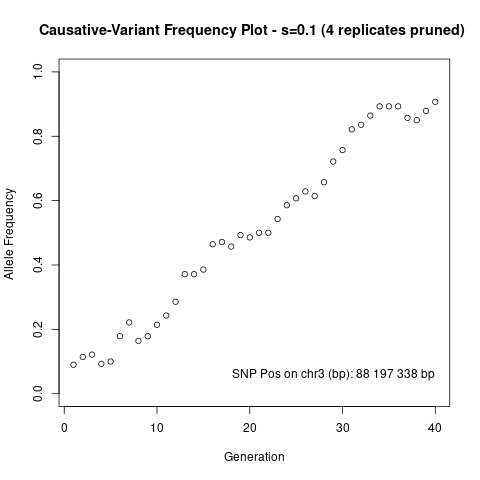 Causative-Variant Frequency Plot - s=0.1 (4 replicates pruned)
1.0
0.8
0.6
0.4
0.2
0.0
Allele Frequency
SNP Pos on chr3 (bp): 88 197 338 bp
0 10 20 30 40
Generation